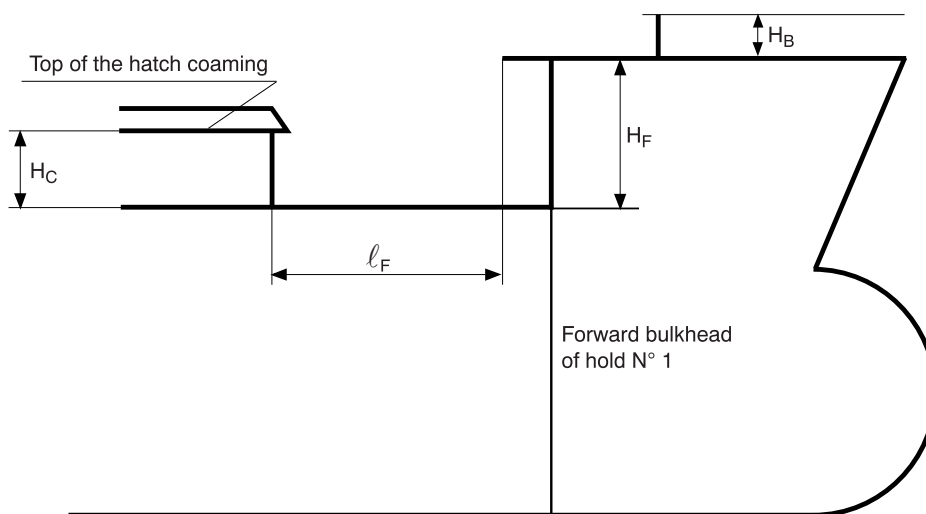 H_B
Top of the hatch coaming
H_F
H_C
ℓ_F
Forward bulkhead
of hold N° 1